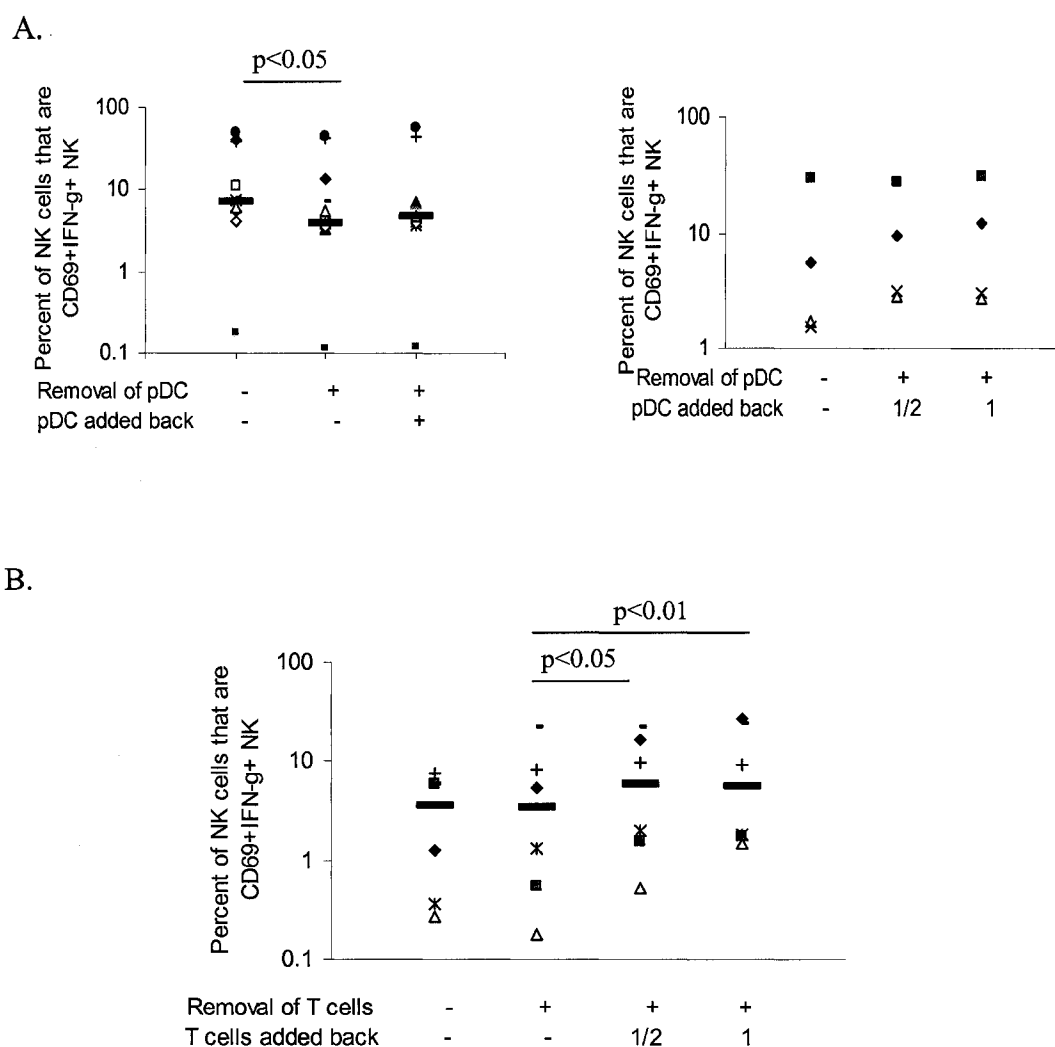 A.
p<0.05
Percent of NK cells that are
CD69+IFN-g+ NK
100
10
1
0.1
Removal of pDC - + +
pDC added back - - +
Percent of NK cells that are
CD69+IFN-g+ NK
100
10
1
Removal of pDC - + +
pDC added back - 1/2 1
B.
p<0.01
p<0.05
Percent of NK cells that are
CD69+IFN-g+ NK
100
10
1
0.1
Removal of T cells - + + +
T cells added back - - 1/2 1